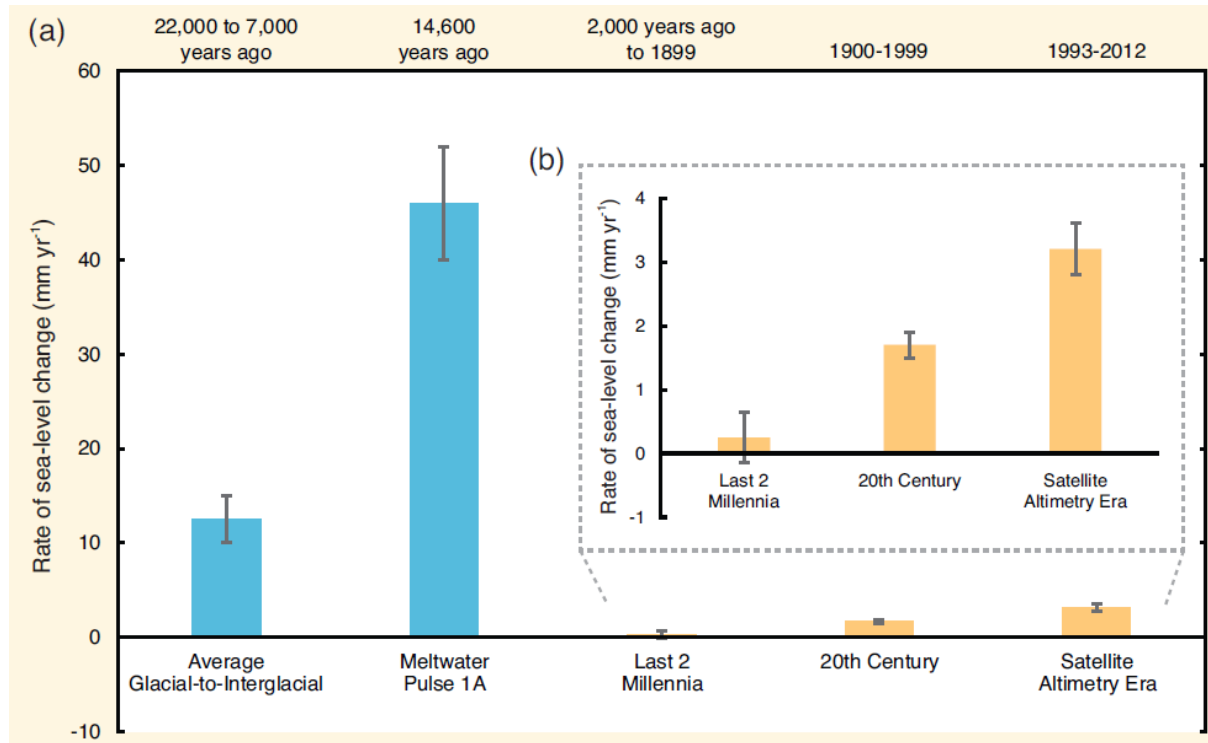 (a)
22,000 to 7,000
years ago
14,600
years ago
2,000 years ago
to 1899
1900-1999
1993-2012
Rate of sea-level change (mm yr⁻¹)
60
50
40
30
20
10
0
-10
(b)
Rate of sea-level change (mm yr⁻¹)
4
3
2
1
0
-1
Last 2
Millennia
20th Century
Satellite
Altimetry Era
Average
Glacial-to-Interglacial
Meltwater
Pulse 1A
Last 2
Millennia
20th Century
Satellite
Altimetry Era